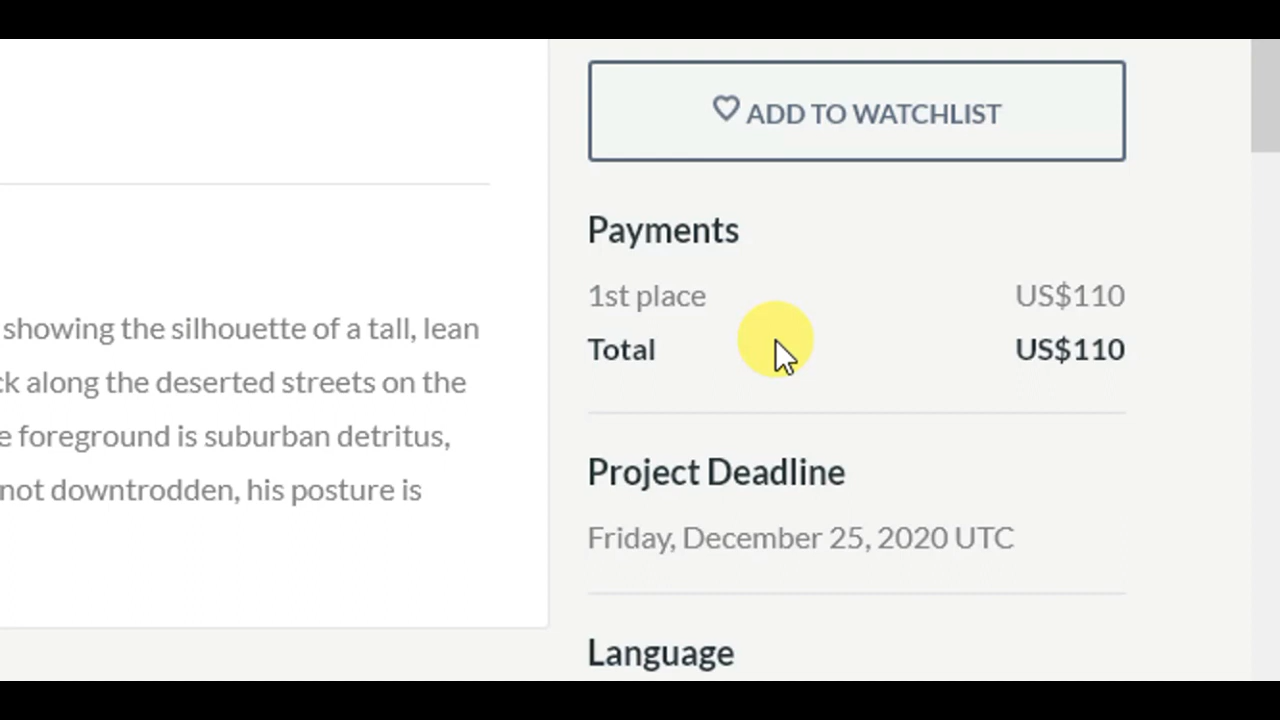 ADD TO WATCHLIST
Payments
1st place US$110
Total US$110
Project Deadline
Friday, December 25, 2020 UTC
Language
showing the silhouette of a tall, lean
along the deserted streets on the
foreground is suburban detritus,
not downtrodden, his posture is